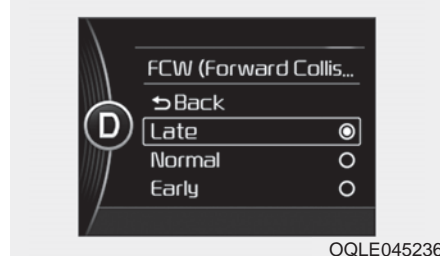 FCW (Forward Collis...
Back
D
Late
Normal
Early
OQLE045236